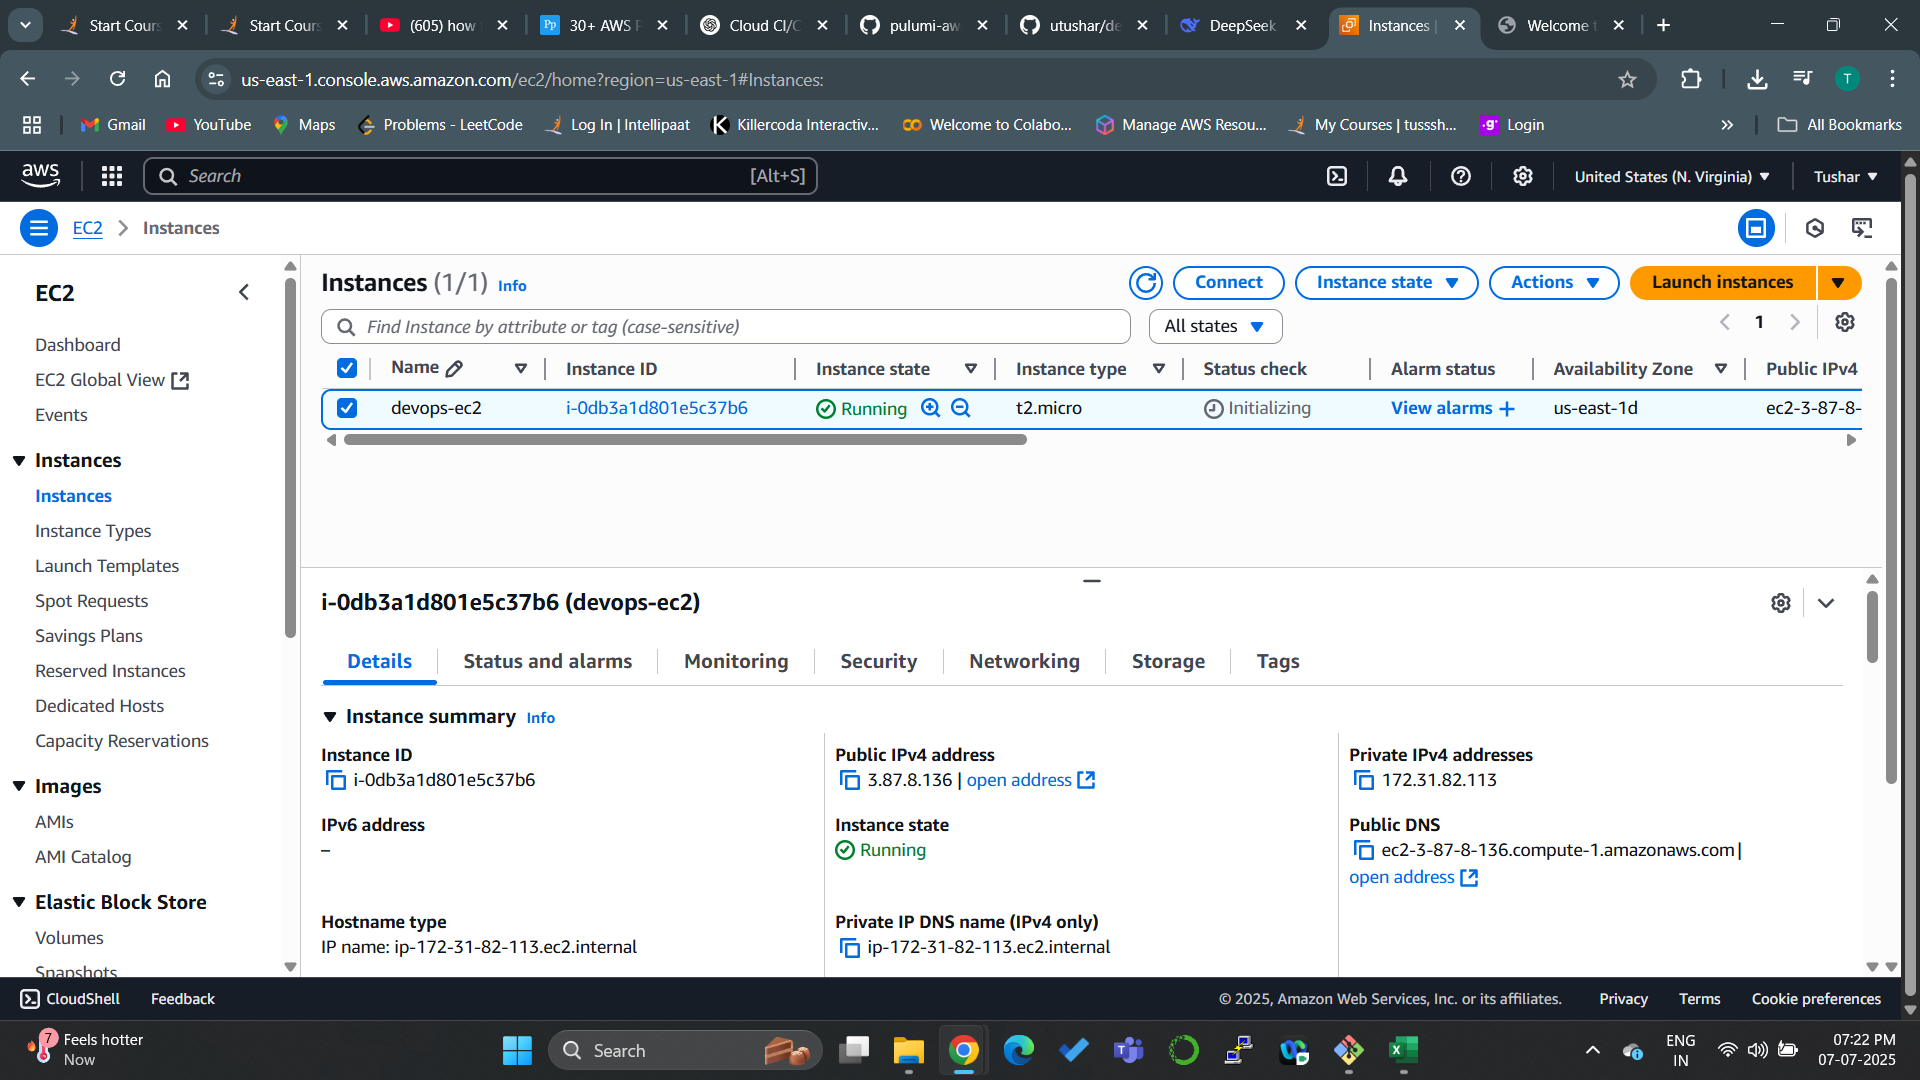 Start Cours
Start Cours
(605) how
30+ AWS P
Cloud CI/C
pulumi-aw
utushar/de
DeepSeek
Instances |
Welcome t
us-east-1.console.aws.amazon.com/ec2/home?region=us-east-1#Instances:
T
Gmail
YouTube
Maps
Problems - LeetCode
Log In | Intellipaat
Killercoda Interactiv...
Welcome to Colabo...
Manage AWS Resou...
My Courses | tusssh...
Login
All Bookmarks
aws
Search
[Alt+S]
United States (N. Virginia)
Tushar
EC2
Instances
EC2
Dashboard
EC2 Global View
Events
Instances
Instances
Instance Types
Launch Templates
Spot Requests
Savings Plans
Reserved Instances
Dedicated Hosts
Capacity Reservations
Images
AMIs
AMI Catalog
Elastic Block Store
Volumes
Snapshots
Instances (1/1) Info
Connect
Instance state
Actions
Launch instances
Find Instance by attribute or tag (case-sensitive)
All states
1
Name
Instance ID
Instance state
Instance type
Status check
Alarm status
Availability Zone
Public IPv4
devops-ec2
i-0db3a1d801e5c37b6
Running
t2.micro
Initializing
View alarms +
us-east-1d
ec2-3-87-8-
i-0db3a1d801e5c37b6 (devops-ec2)
Details
Status and alarms
Monitoring
Security
Networking
Storage
Tags
Instance summary Info
Instance ID
i-0db3a1d801e5c37b6
Public IPv4 address
3.87.8.136 | open address
Private IPv4 addresses
172.31.82.113
IPv6 address
–
Instance state
Running
Public DNS
ec2-3-87-8-136.compute-1.amazonaws.com |
open address
Hostname type
IP name: ip-172-31-82-113.ec2.internal
Private IP DNS name (IPv4 only)
ip-172-31-82-113.ec2.internal
CloudShell
Feedback
© 2025, Amazon Web Services, Inc. or its affiliates.
Privacy
Terms
Cookie preferences
7
Feels hotter
Now
Search
ENG
IN
07:22 PM
07-07-2025